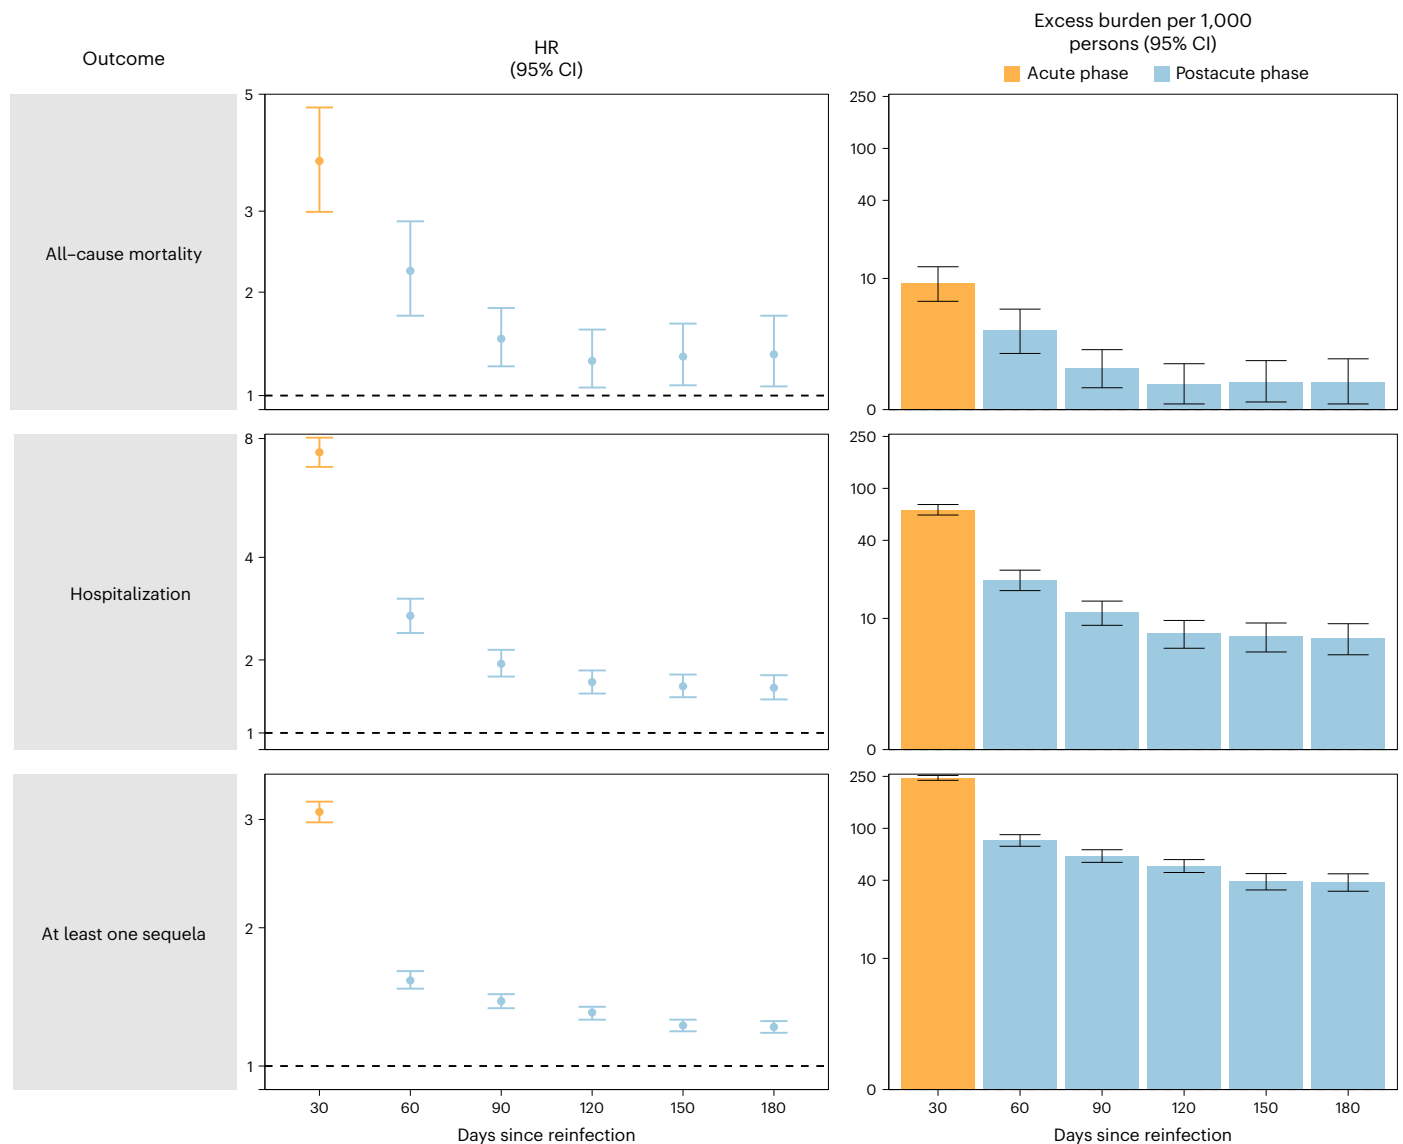 Outcome
HR
(95% CI)
Excess burden per 1,000
persons (95% CI)
Acute phase
Postacute phase
All–cause mortality
5
3
2
1
250
100
40
10
0
Hospitalization
8
4
2
1
250
100
40
10
0
At least one sequela
3
2
1
250
100
40
10
0
30 60 90 120 150 180
Days since reinfection
30 60 90 120 150 180
Days since reinfection